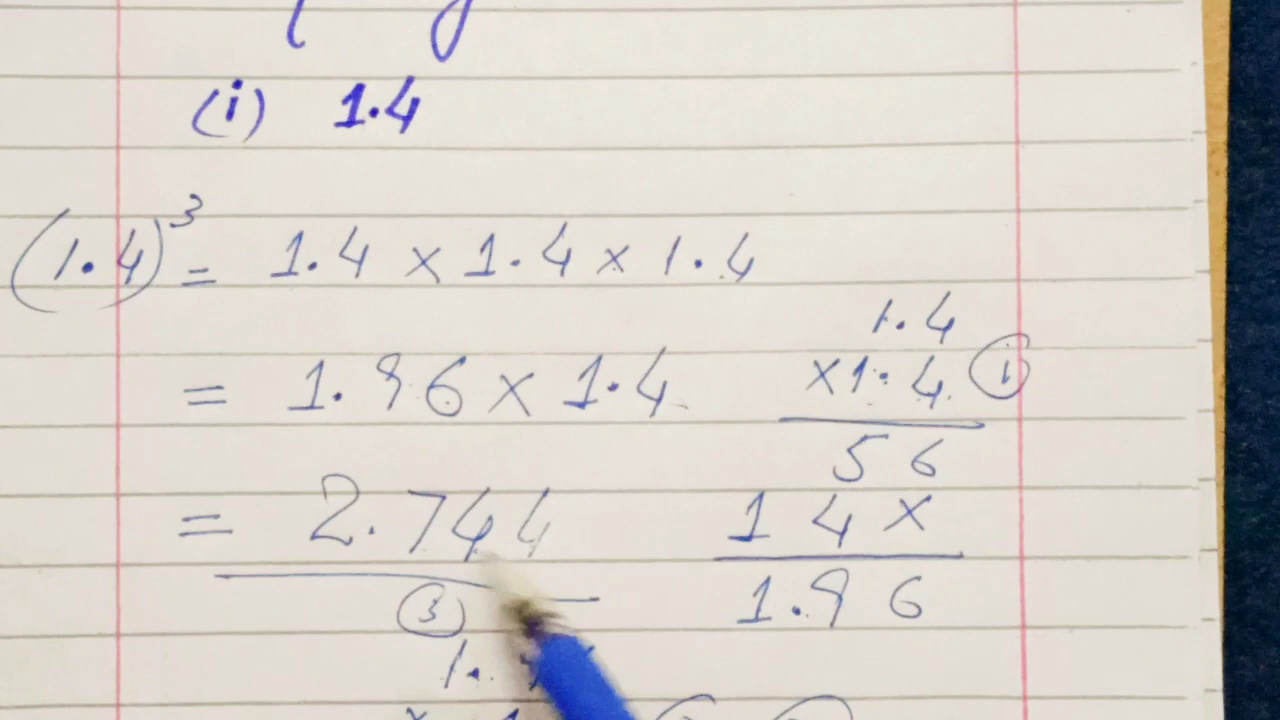 (i) 1.4
(1.4)³ = 1.4 × 1.4 × 1.4
= 1.96 × 1.4
= 2.744
1.4
×1.4 (1)
56
14×
1.96
(3)
1.